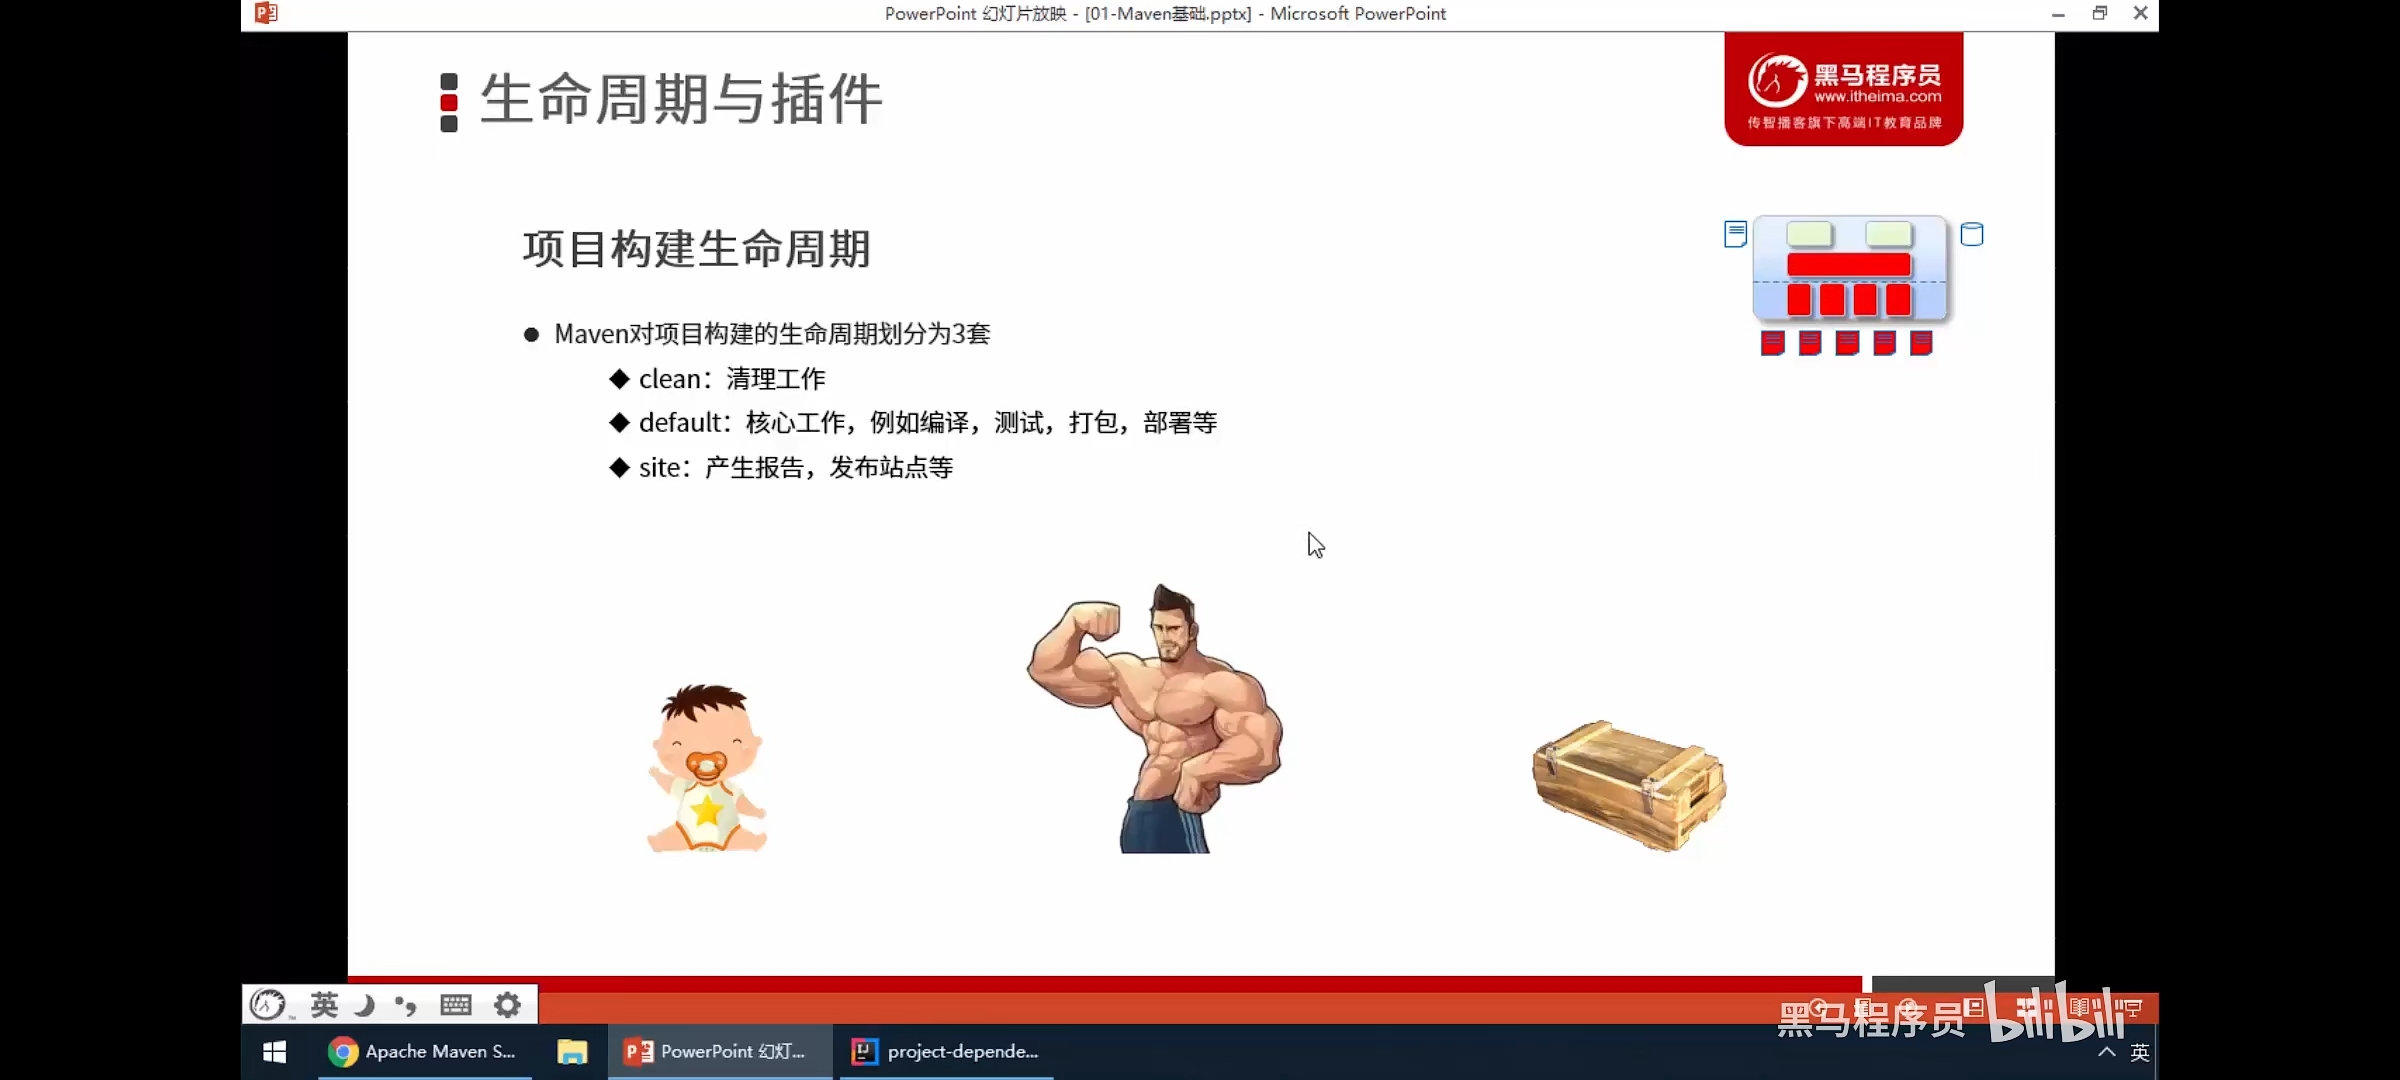 PowerPoint 幻灯片放映 - [01-Maven基础.pptx] - Microsoft PowerPoint
生命周期与插件
黑马程序员
www.itheima.com
传智播客旗下高端IT教育品牌
项目构建生命周期
● Maven对项目构建的生命周期划分为3套
◆ clean：清理工作
◆ default：核心工作，例如编译，测试，打包，部署等
◆ site：产生报告，发布站点等
英
黑马程序员 bilibili
Apache Maven S...
PowerPoint 幻灯...
project-depende...
英